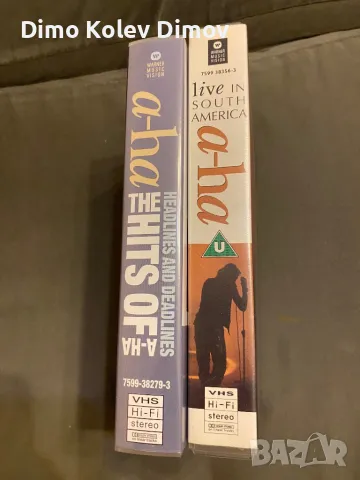 Dimo Kolev Dimov
WARNER
MUSIC
VISION
a-ha
HEADLINES AND DEADLINES
THE HITS OF
A-HA
7599-38279-3
VHS
Hi-Fi
stereo
WARNER
MUSIC
VISION
7599 38156-3
live IN
SOUTH
AMERICA
a-ha
U
VHS
Hi-Fi
stereo
BAZAR